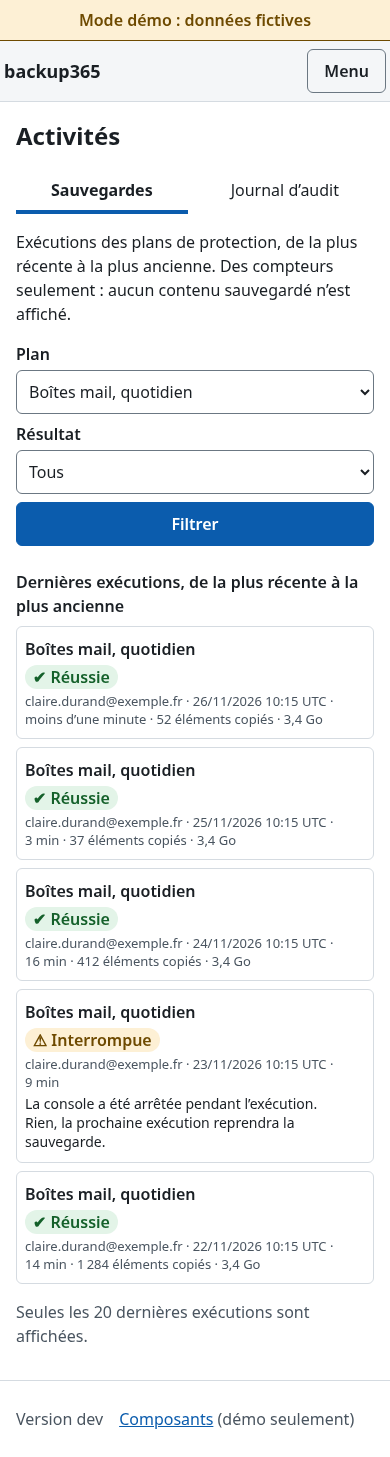 Mode démo : données fictives
backup365
Menu
Activités
Sauvegardes
Journal d’audit
Exécutions des plans de protection, de la plus
récente à la plus ancienne. Des compteurs
seulement : aucun contenu sauvegardé n’est
affiché.
Plan
Boîtes mail, quotidien
Résultat
Tous
Filtrer
Dernières exécutions, de la plus récente à la
plus ancienne
Boîtes mail, quotidien
✔ Réussie
claire.durand@exemple.fr · 26/11/2026 10:15 UTC ·
moins d’une minute · 52 éléments copiés · 3,4 Go
Boîtes mail, quotidien
✔ Réussie
claire.durand@exemple.fr · 25/11/2026 10:15 UTC ·
3 min · 37 éléments copiés · 3,4 Go
Boîtes mail, quotidien
✔ Réussie
claire.durand@exemple.fr · 24/11/2026 10:15 UTC ·
16 min · 412 éléments copiés · 3,4 Go
Boîtes mail, quotidien
⚠ Interrompue
claire.durand@exemple.fr · 23/11/2026 10:15 UTC ·
9 min
La console a été arrêtée pendant l’exécution.
Rien, la prochaine exécution reprendra la
sauvegarde.
Boîtes mail, quotidien
✔ Réussie
claire.durand@exemple.fr · 22/11/2026 10:15 UTC ·
14 min · 1 284 éléments copiés · 3,4 Go
Seules les 20 dernières exécutions sont
affichées.
Version dev Composants (démo seulement)